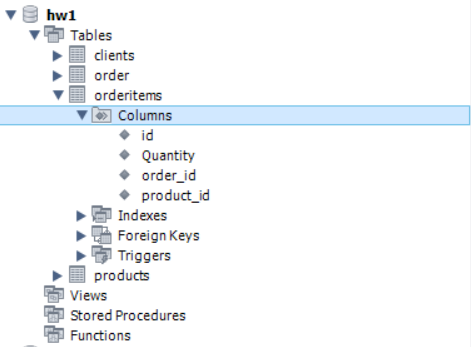 hw1
Tables
clients
order
orderitems
Columns
id
Quantity
order_id
product_id
Indexes
Foreign Keys
Triggers
products
Views
Stored Procedures
Functions